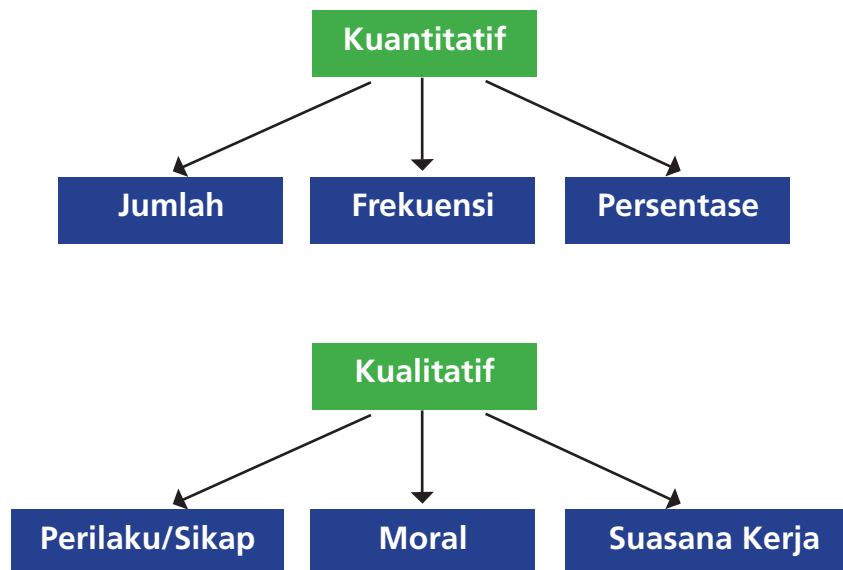 Kuantitatif
Jumlah
Frekuensi
Persentase
Kualitatif
Perilaku/Sikap
Moral
Suasana Kerja